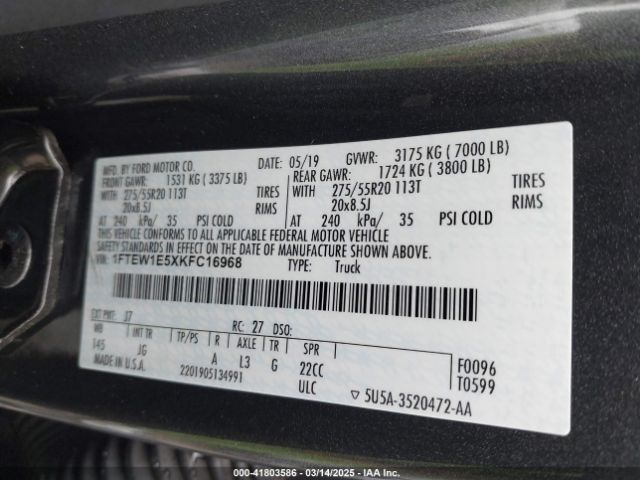 MFD. BY FORD MOTOR CO.
DATE: 05/19 GVWR: 3175 KG ( 7000 LB)
FRONT GAWR: 1531 KG ( 3375 LB) REAR GAWR: 1724 KG ( 3800 LB)
WITH 275/55R20 113T TIRES WITH 275/55R20 113T TIRES
20x8.5J RIMS 20x8.5J RIMS
AT 240 kPa/ 35 PSI COLD AT 240 kPa/ 35 PSI COLD
THIS VEHICLE CONFORMS TO ALL APPLICABLE FEDERAL MOTOR VEHICLE
SAFETY STANDARDS IN EFFECT ON THE DATE OF MANUFACTURE SHOWN ABOVE.
VIN: 1FTEW1E5XKFC16968 TYPE: Truck
EXT PNT: J7 RC: 27 DSO:
WB INT TR TP/PS R AXLE TR SPR
145 JG A L3 G 22CC F0096
MADE IN U.S.A. 2201905134991 ULC T0599
▽ 5U5A-3520472-AA
000-41803586 - 03/14/2025 - IAA Inc.